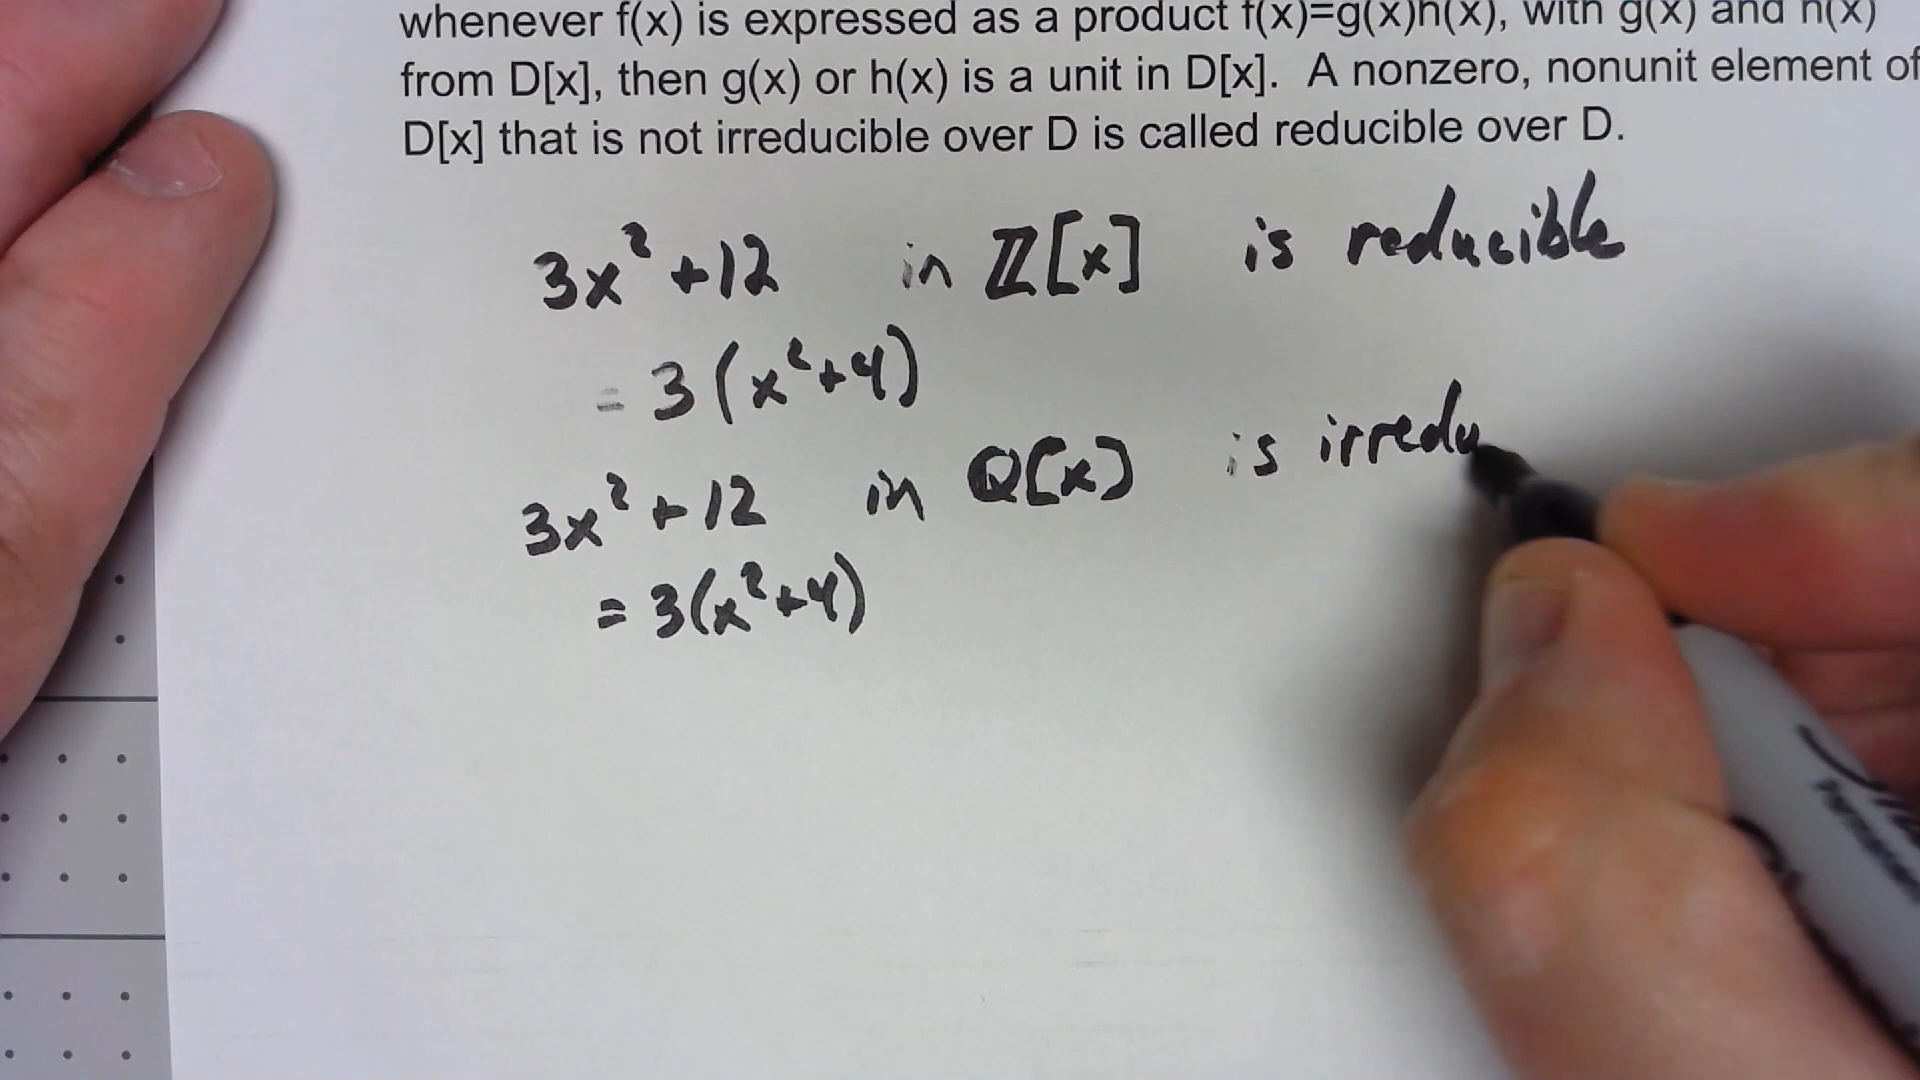 whenever f(x) is expressed as a product f(x)=g(x)h(x), with g(x) and h(x)
from D[x], then g(x) or h(x) is a unit in D[x]. A nonzero, nonunit element of
D[x] that is not irreducible over D is called reducible over D.
3x² +12 in ℤ[x] is reducible
= 3(x²+4)
3x² +12 in Q[x] is irredu
= 3(x²+4)